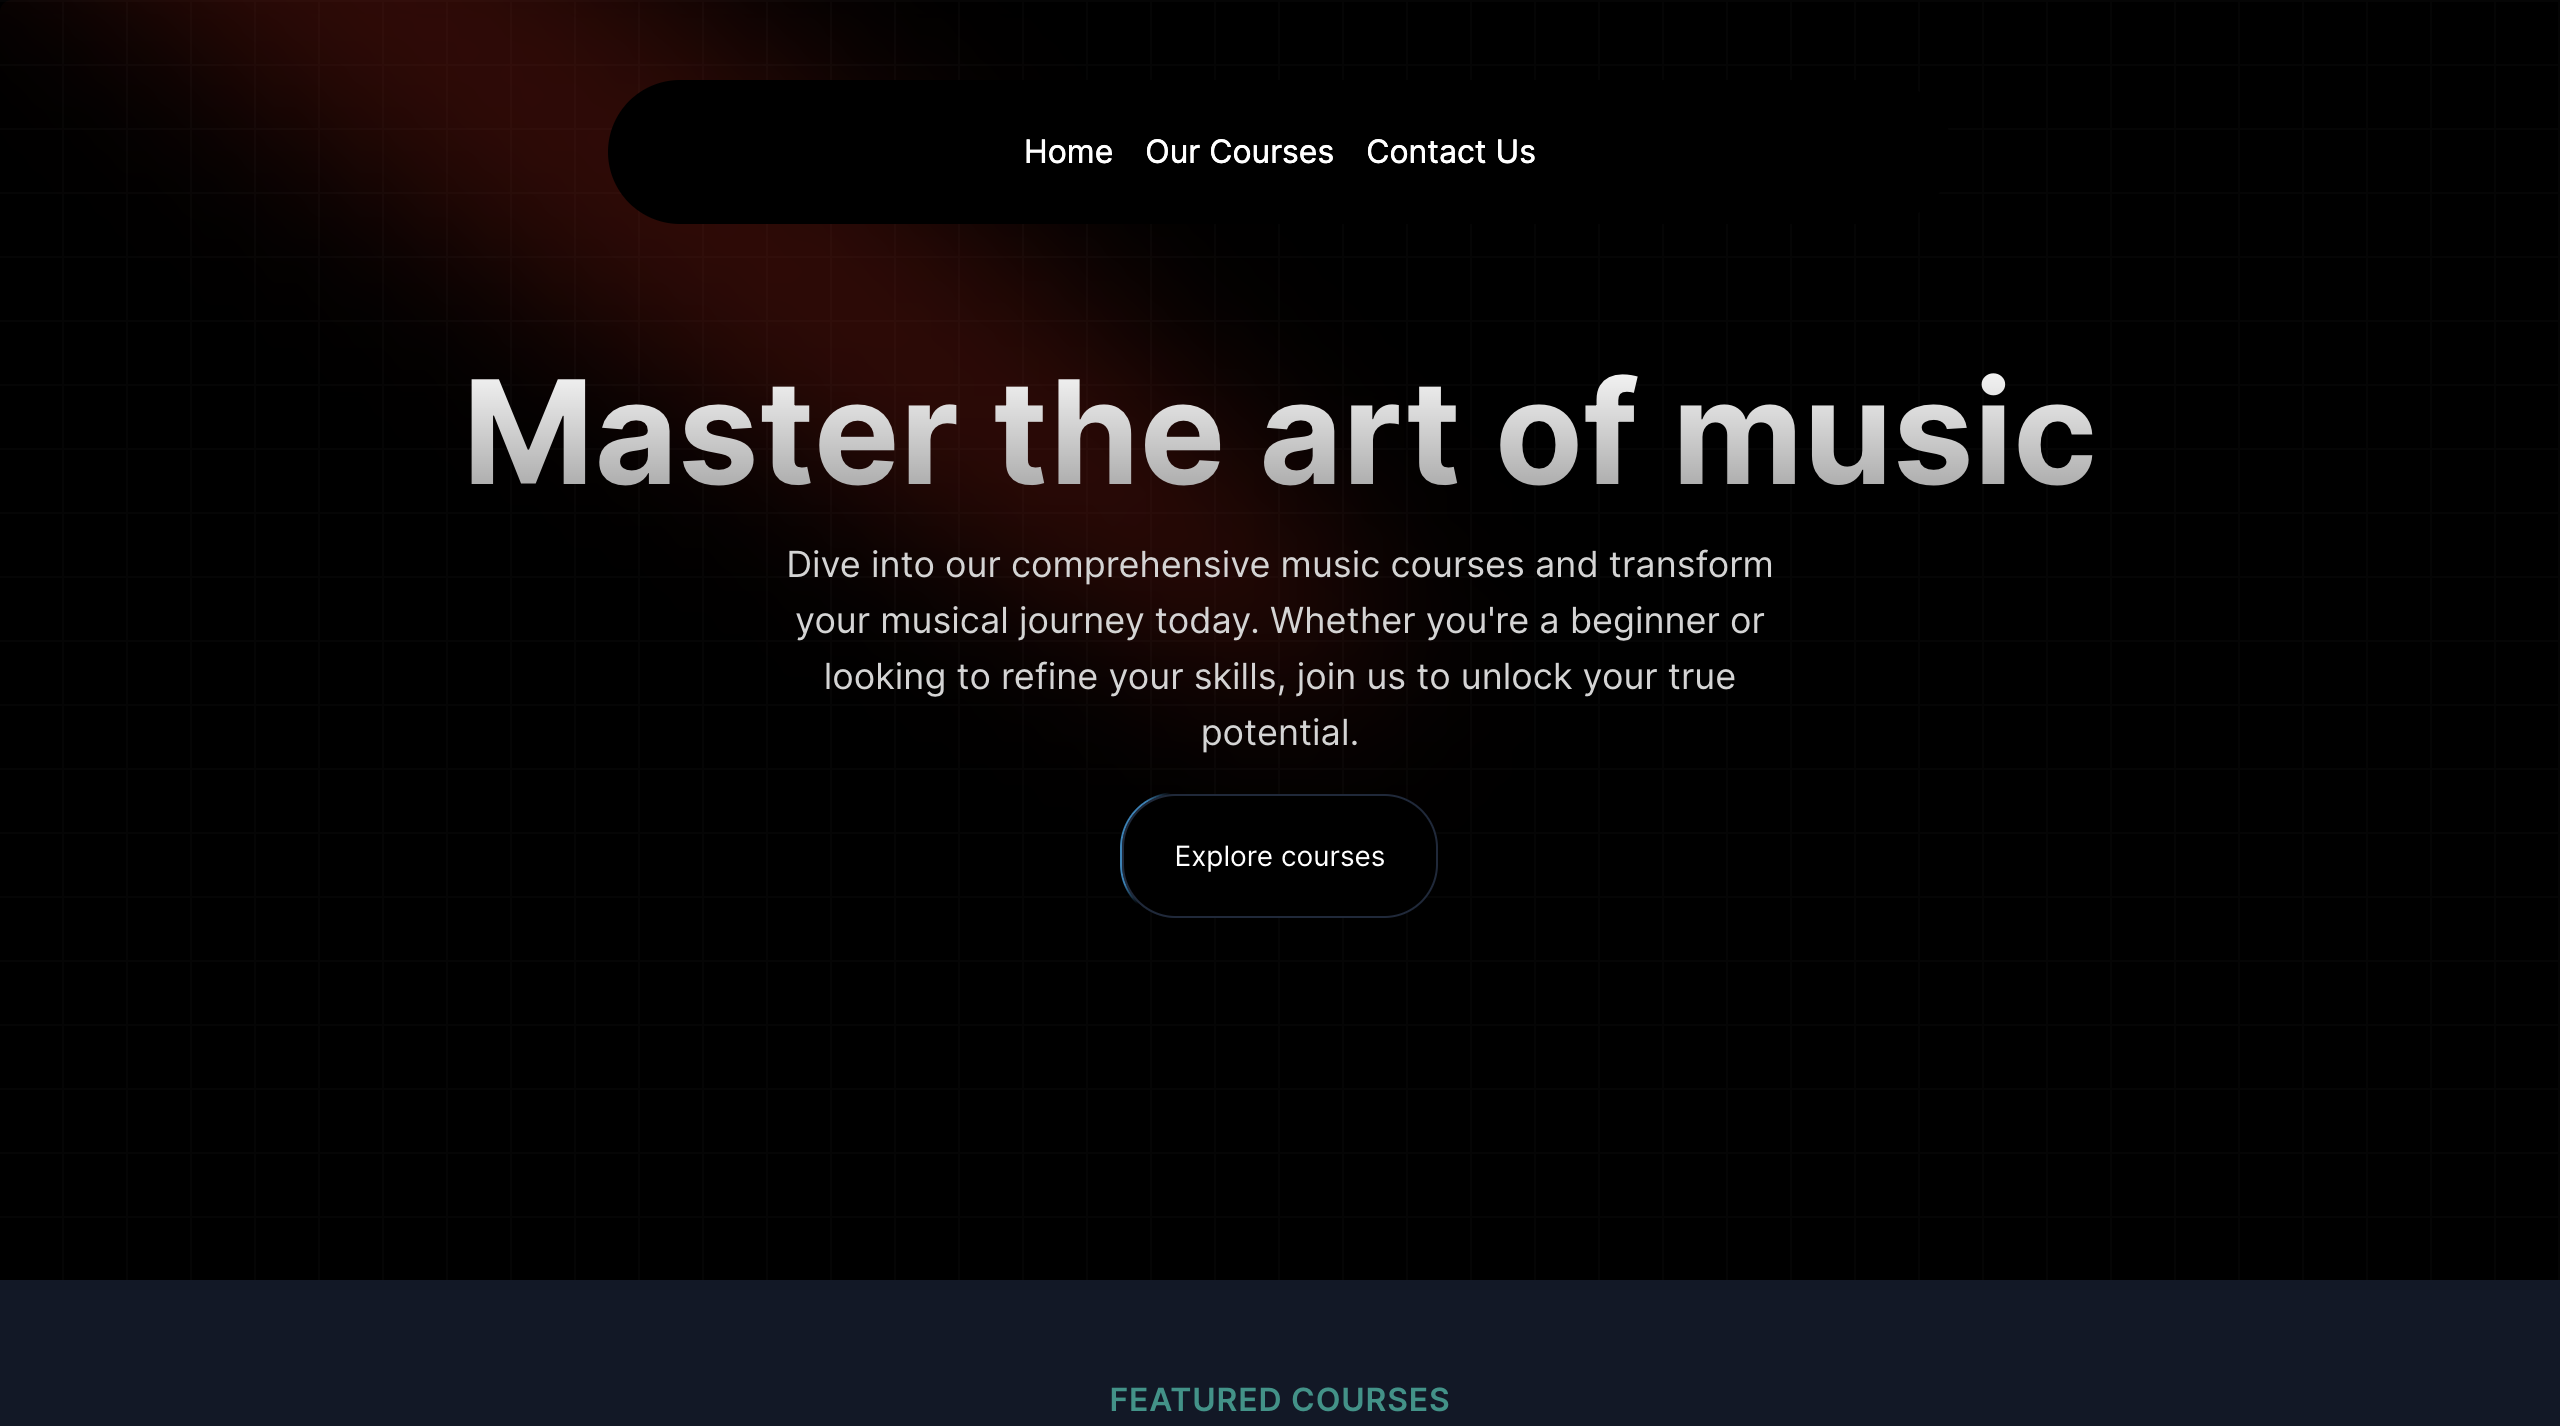 Home Our Courses Contact Us
Master the art of music
Dive into our comprehensive music courses and transform
your musical journey today. Whether you're a beginner or
looking to refine your skills, join us to unlock your true
potential.
Explore courses
FEATURED COURSES